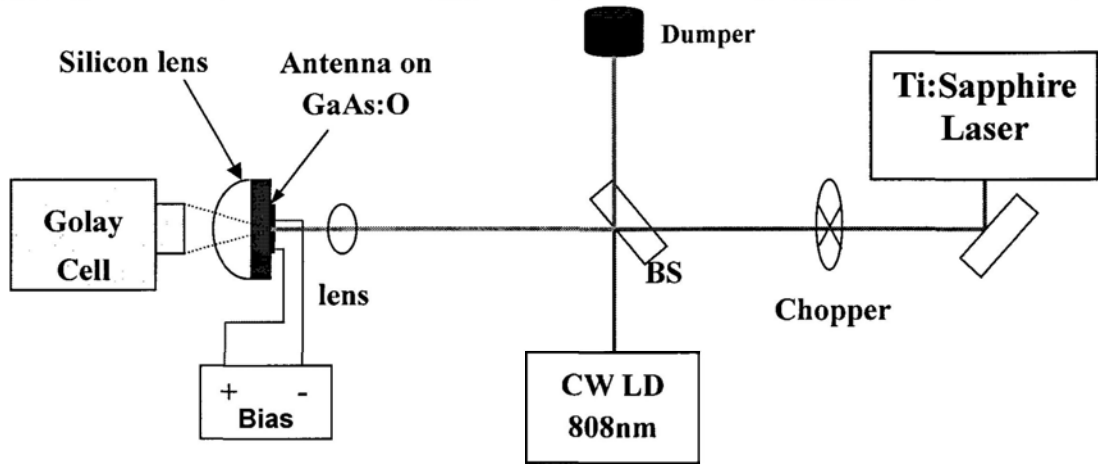 Dumper
Silicon lens
Antenna on
GaAs:O
Ti:Sapphire
Laser
Golay
Cell
lens
BS
Chopper
+ -
Bias
CW LD
808nm